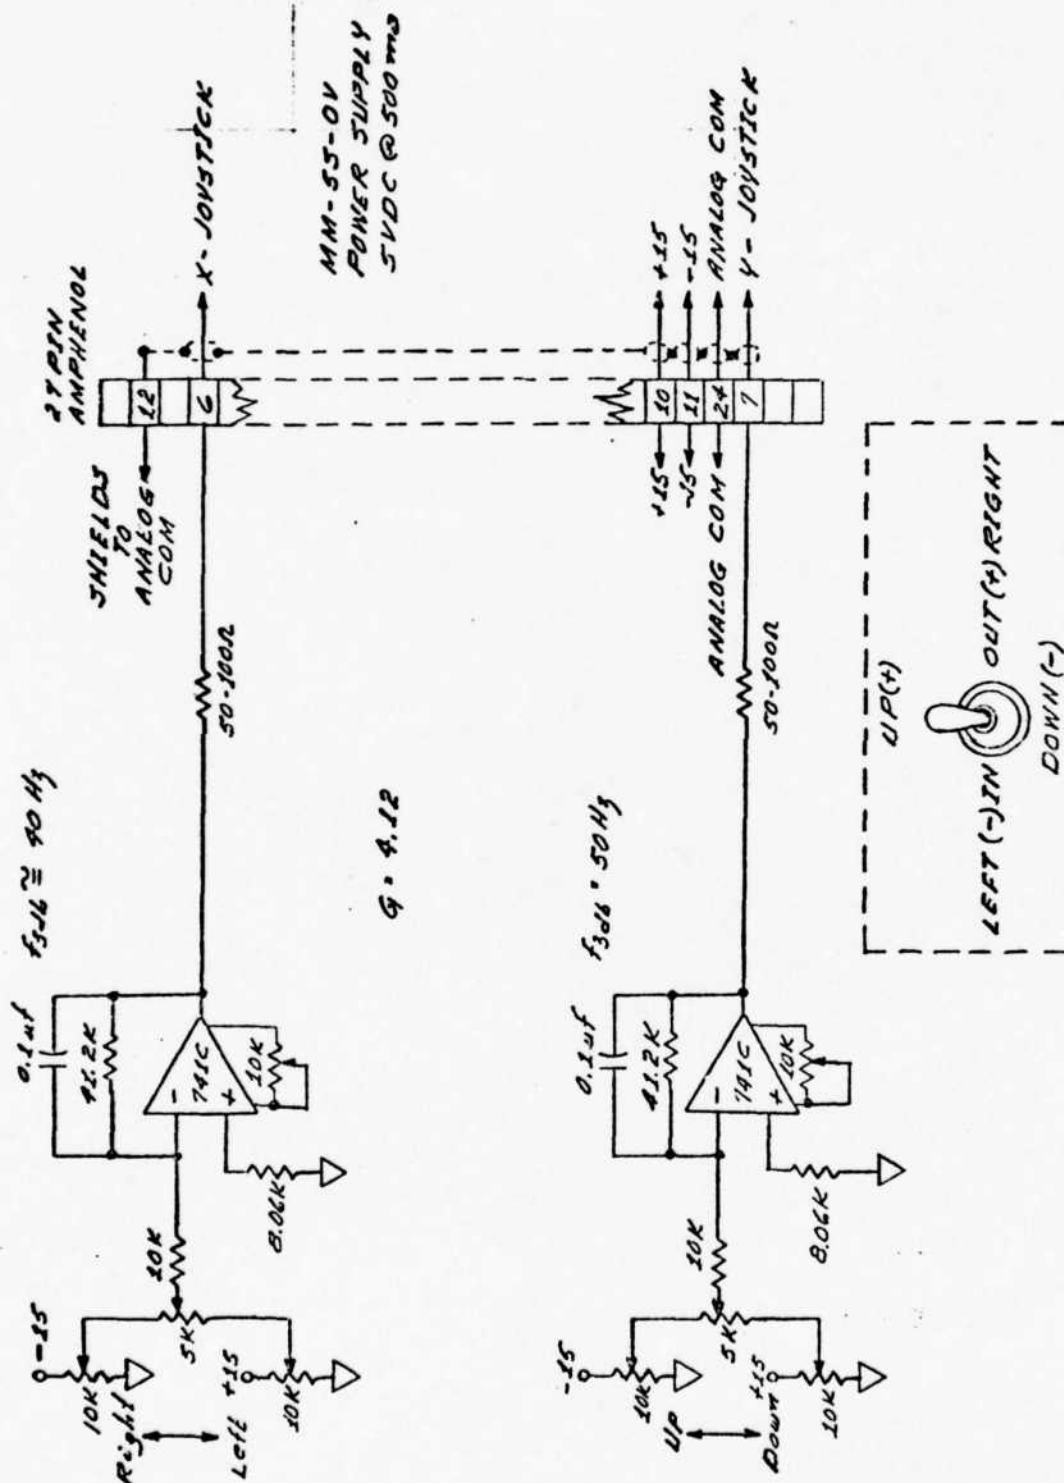 27 PIN
AMPHENOL
SHIELDS
TO
ANALOG
COM
12
6
X-JOYSTICK
MM-5S-OV
POWER SUPPLY
5VDC @ 500ma
f3db ≅ 40 Hz
0.1uf
41.2K
-
741C
+
10K
8.06K
10K
-15
10K
5K
+15
10K
Right
Left
50-100Ω
G = 4.12
+15
10
+15
-15
11
-15
ANALOG COM
24
ANALOG COM
7
Y-JOYSTICK
f3db = 50 Hz
0.1uf
41.2K
-
741C
+
10K
8.06K
10K
-15
10K
5K
+15
10K
Up
Down
50-100Ω
UP(+)
LEFT (-) IN
OUT (+) RIGHT
DOWN (-)